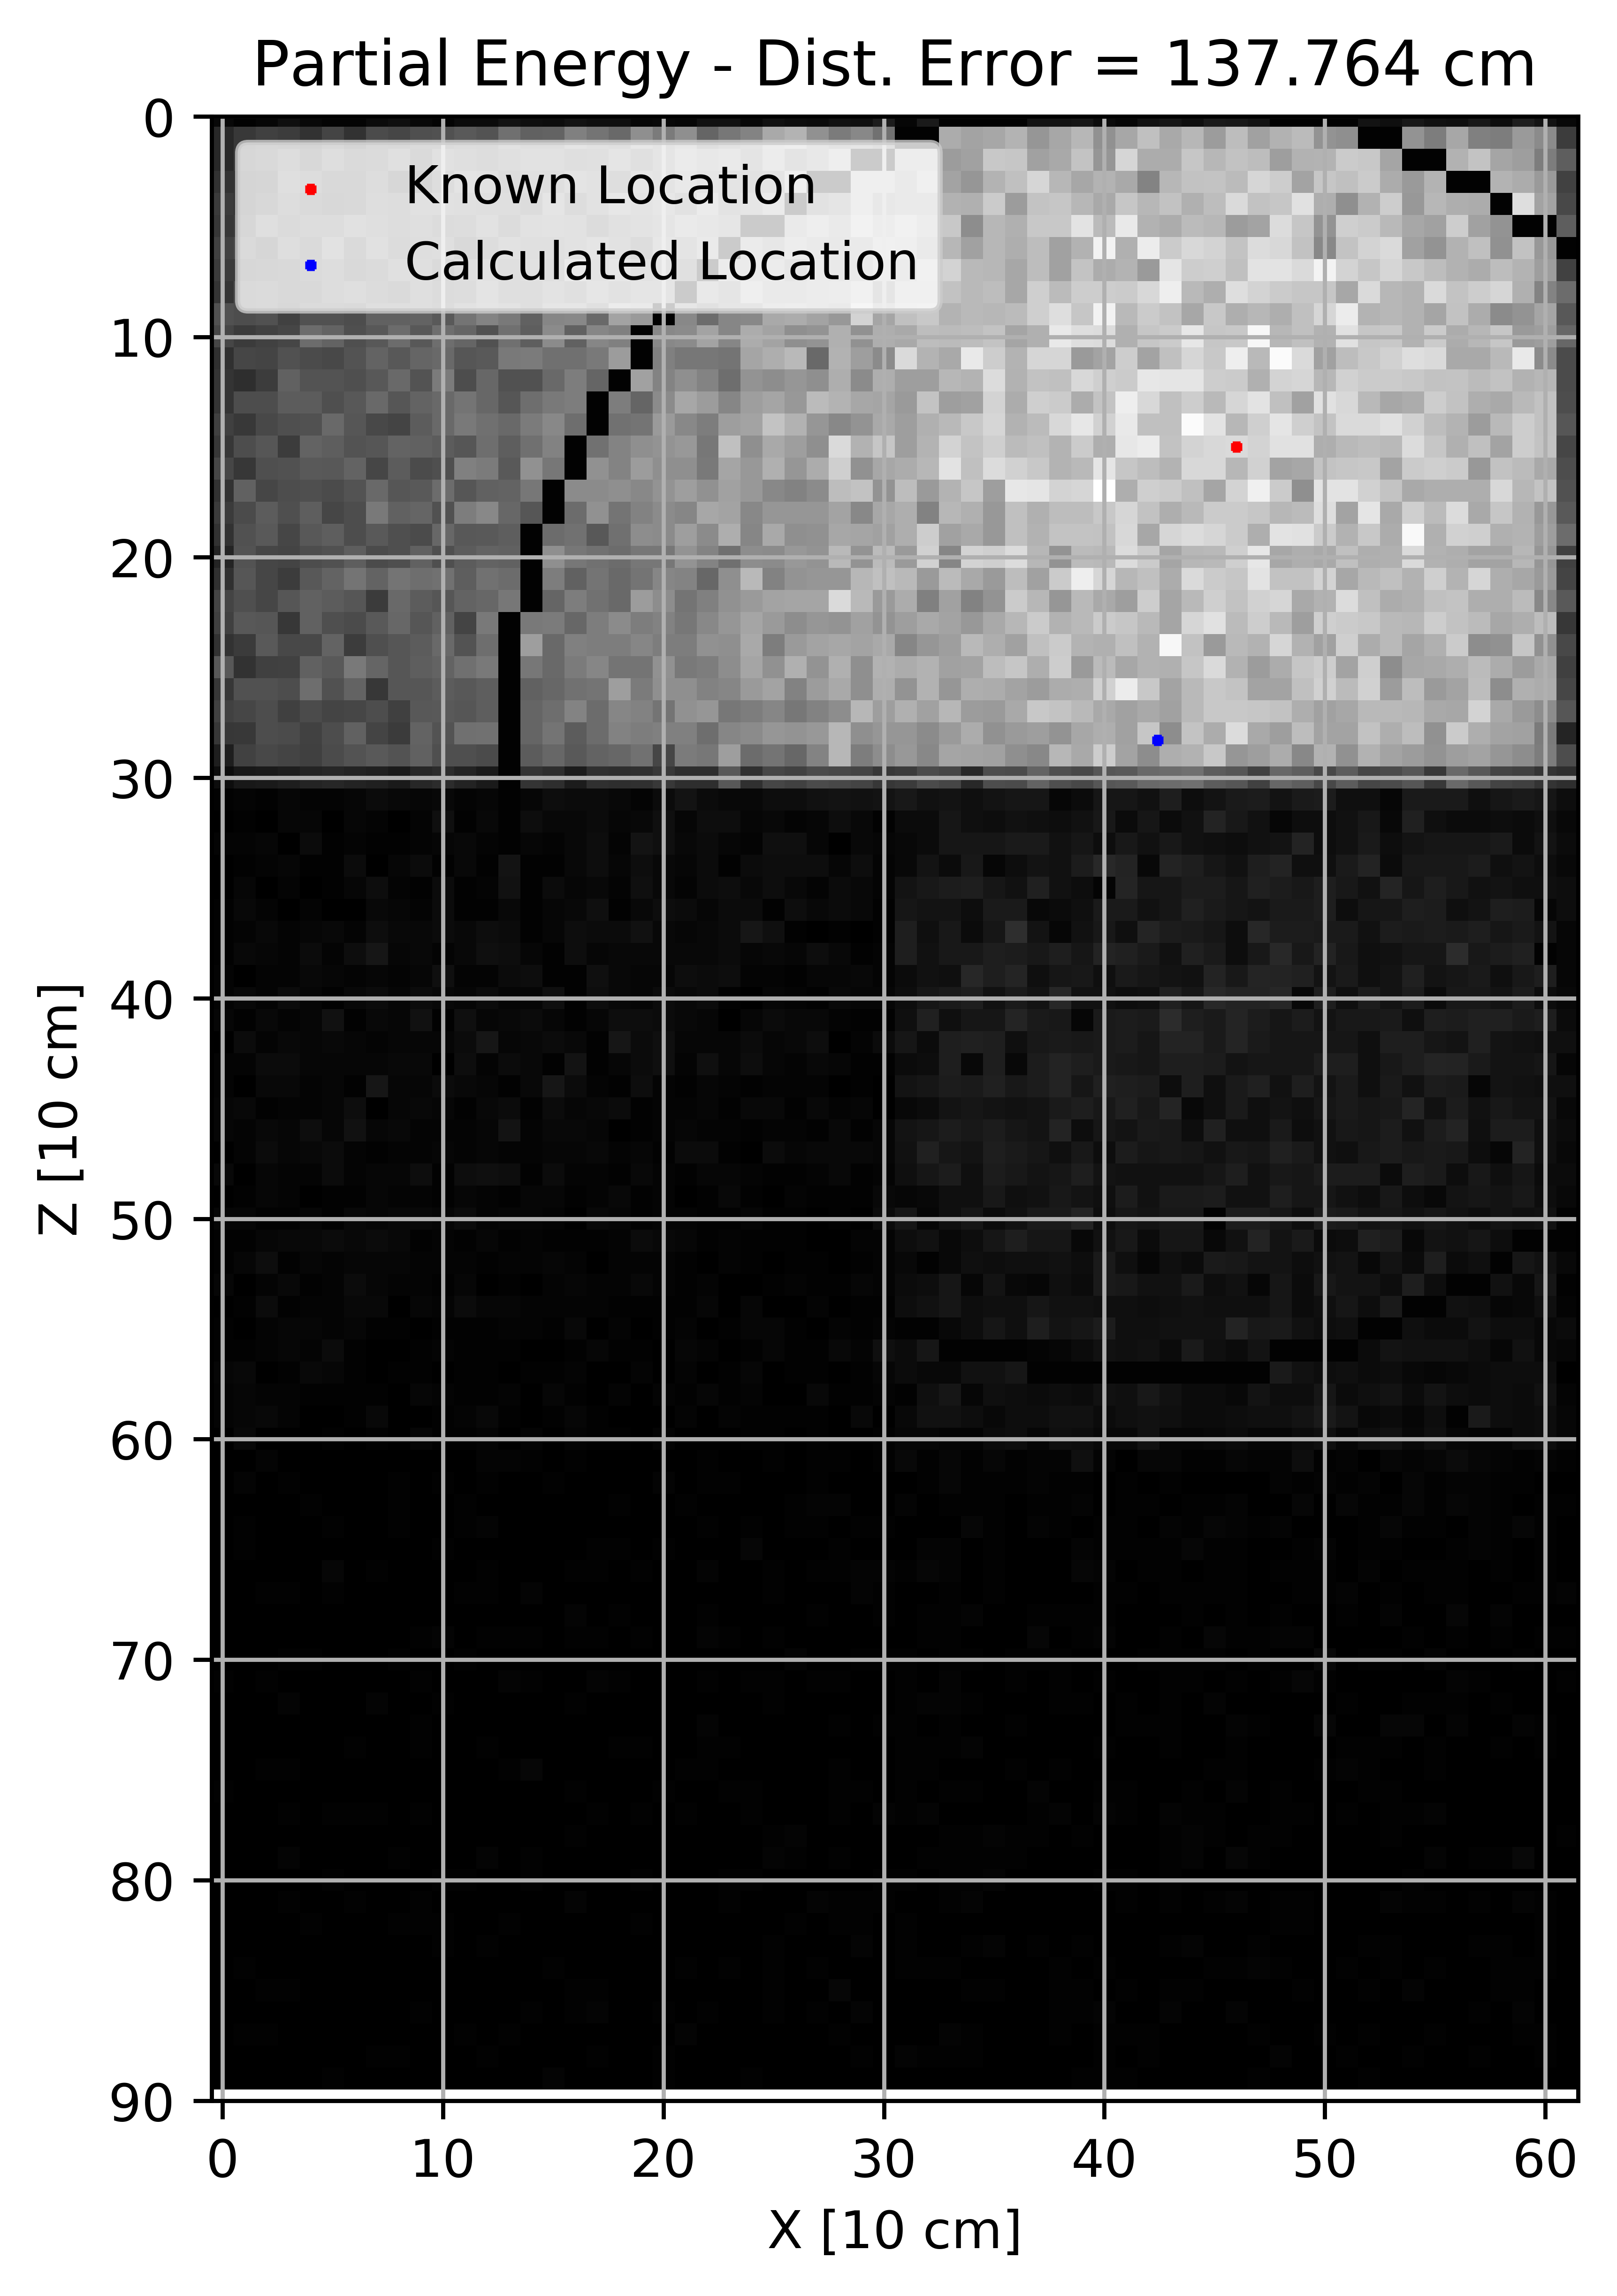 Partial Energy - Dist. Error = 137.764 cm
Known Location
Calculated Location
0
10
20
30
40
50
60
70
80
90
Z [10 cm]
0 10 20 30 40 50 60
X [10 cm]